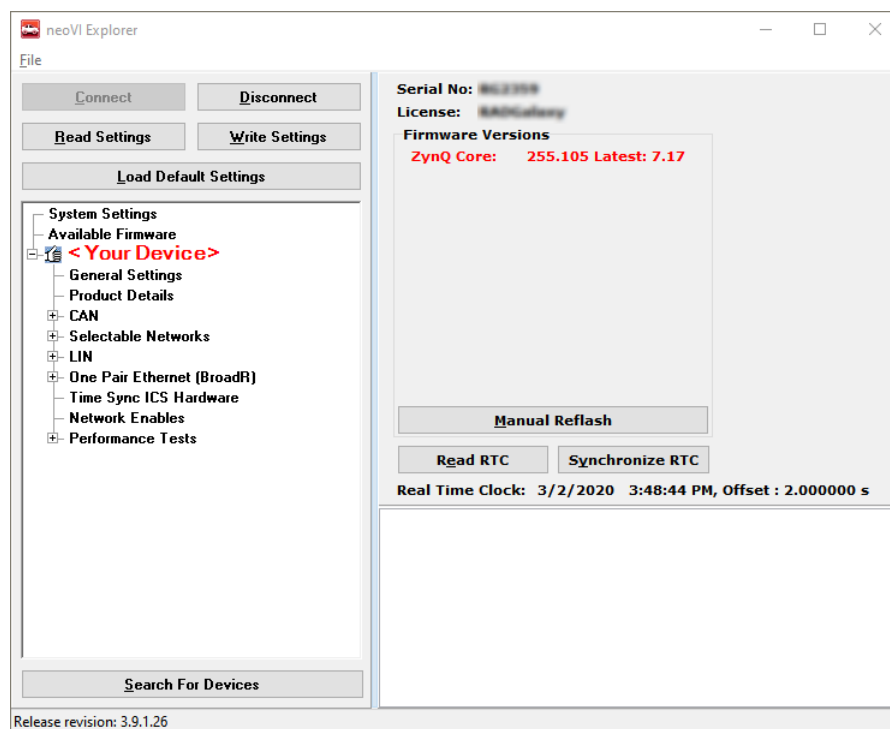 neoVI Explorer
File
Connect
Disconnect
Read Settings
Write Settings
Load Default Settings
System Settings
Available Firmware
< Your Device>
General Settings
Product Details
CAN
Selectable Networks
LIN
One Pair Ethernet (BroadR)
Time Sync ICS Hardware
Network Enables
Performance Tests
Search For Devices
Release revision: 3.9.1.26
Serial No:
License:
Firmware Versions
ZynQ Core: 255.105 Latest: 7.17
Manual Reflash
Read RTC
Synchronize RTC
Real Time Clock: 3/2/2020 3:48:44 PM, Offset : 2.000000 s